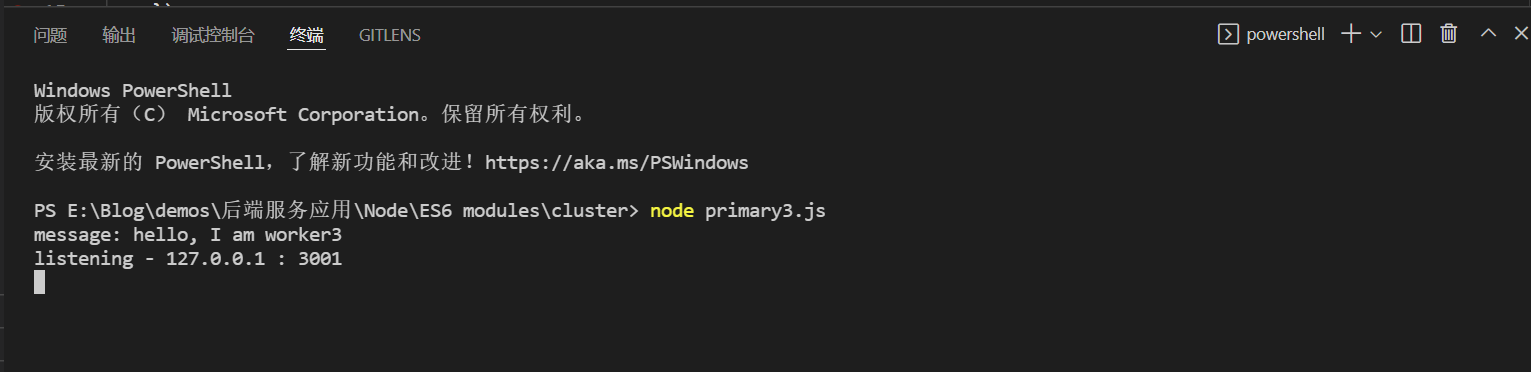 问题 输出 调试控制台 终端 GITLENS powershell
Windows PowerShell
版权所有（C） Microsoft Corporation。保留所有权利。
安装最新的 PowerShell，了解新功能和改进！https://aka.ms/PSWindows
PS E:\Blog\demos\后端服务应用\Node\ES6 modules\cluster> node primary3.js
message: hello, I am worker3
listening - 127.0.0.1 : 3001